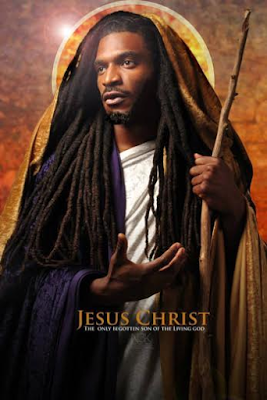 JESUS CHRIST
THE ONLY BEGOTTEN SON OF THE LIVING GOD